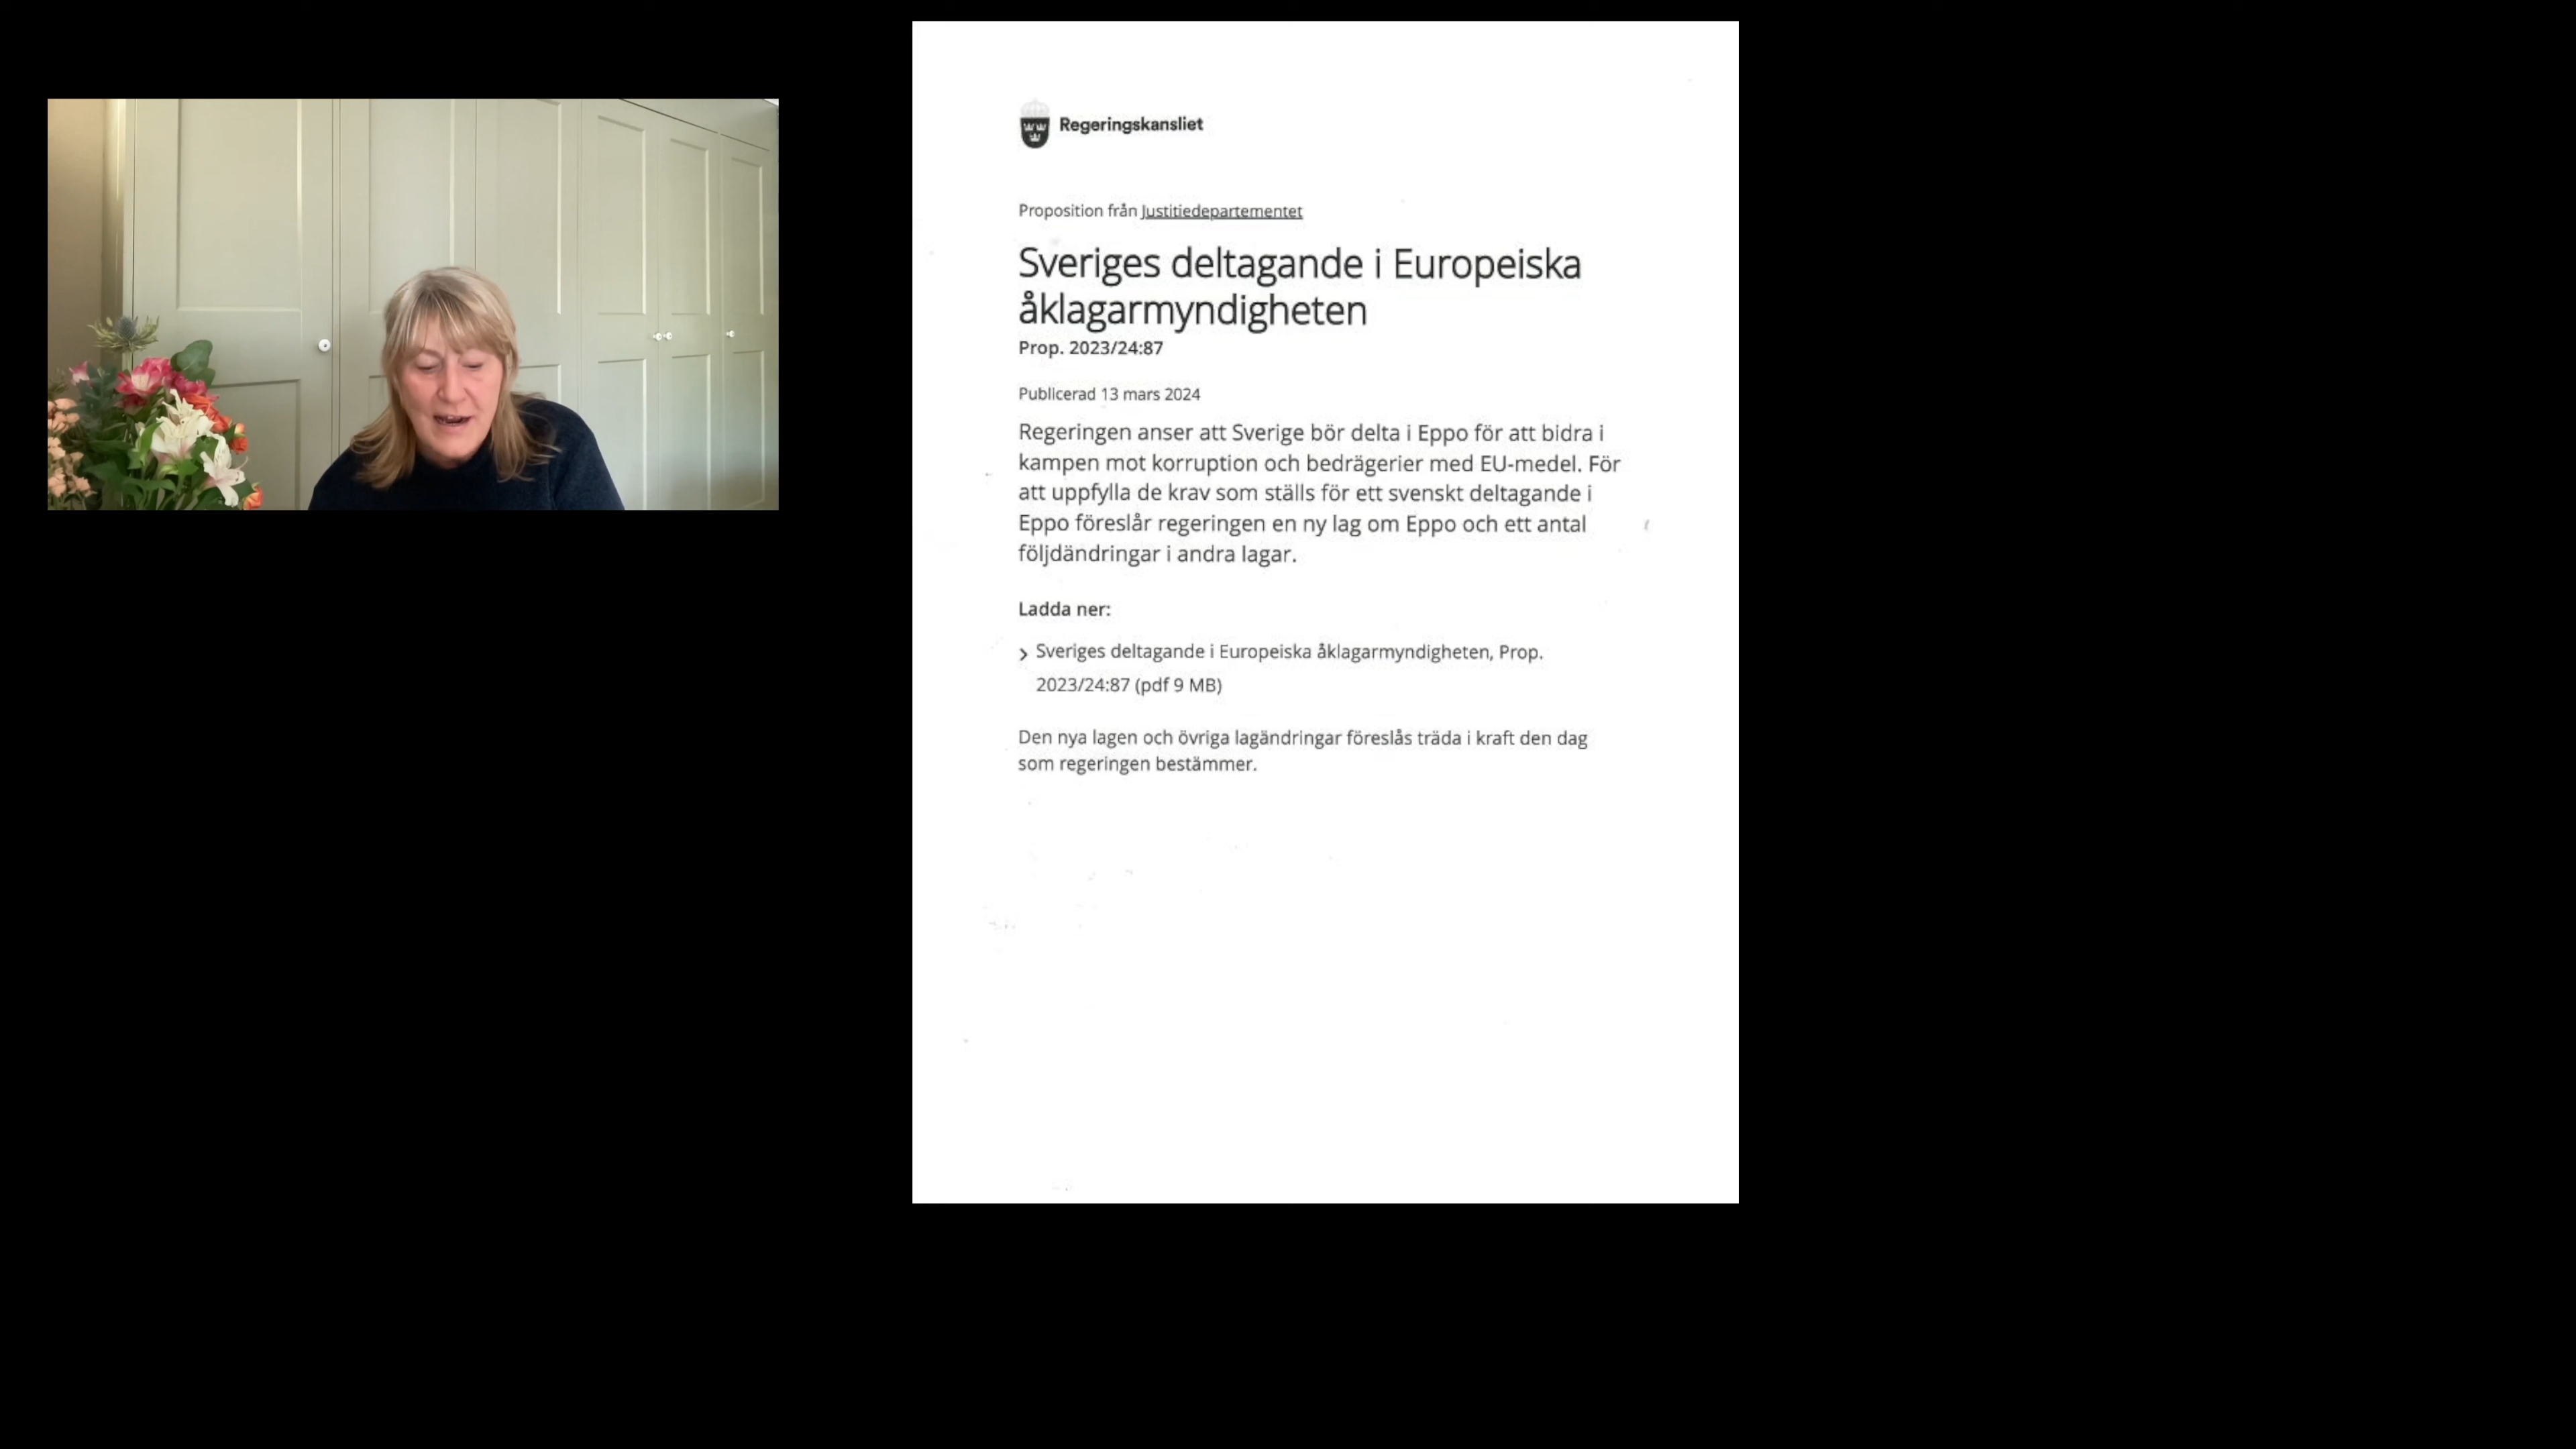 Regeringskansliet
Proposition från Justitiedepartementet
Sveriges deltagande i Europeiska
åklagarmyndigheten
Prop. 2023/24:87
Publicerad 13 mars 2024
Regeringen anser att Sverige bör delta i Eppo för att bidra i
kampen mot korruption och bedrägerier med EU-medel. För
att uppfylla de krav som ställs för ett svenskt deltagande i
Eppo föreslår regeringen en ny lag om Eppo och ett antal
följdändringar i andra lagar.
Ladda ner:
› Sveriges deltagande i Europeiska åklagarmyndigheten, Prop.
2023/24:87 (pdf 9 MB)
Den nya lagen och övriga lagändringar föreslås träda i kraft den dag
som regeringen bestämmer.